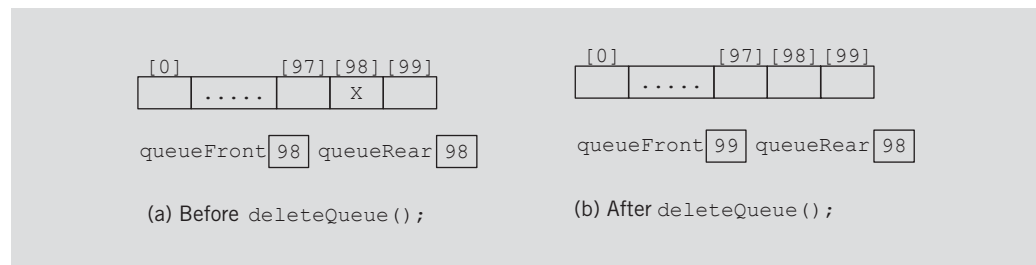 [0] [97] [98] [99]
..... X
queueFront 98 queueRear 98
(a) Before deleteQueue();
[0] [97] [98] [99]
.....
queueFront 99 queueRear 98
(b) After deleteQueue();